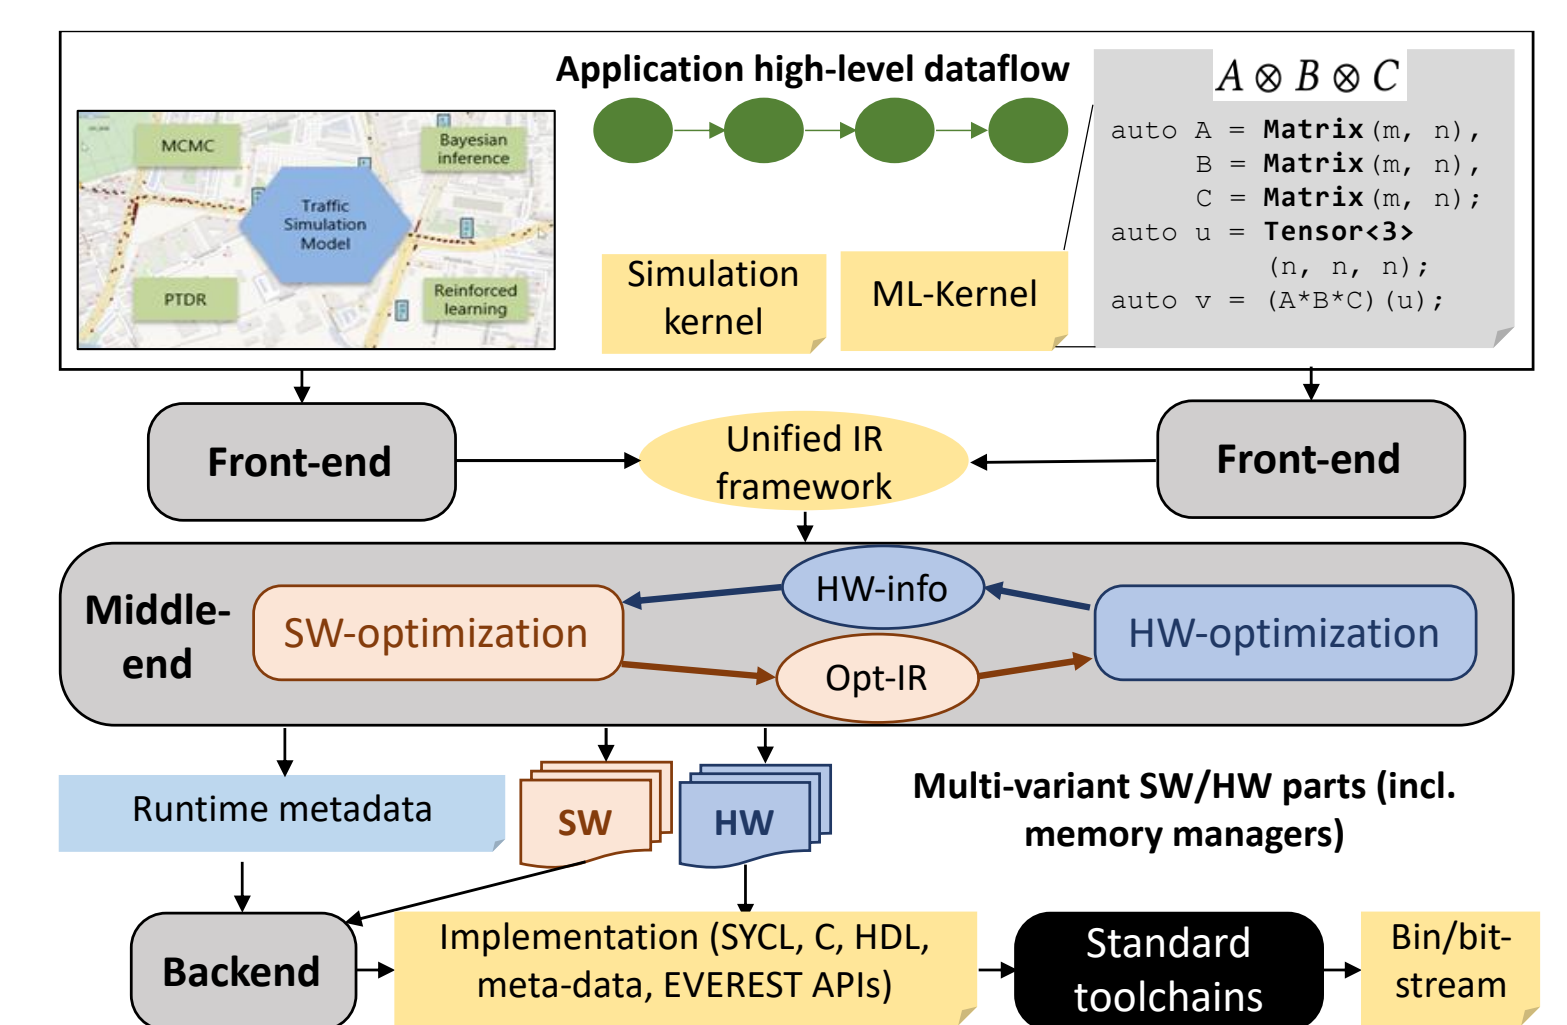 Application high-level dataflow
A ⊗ B ⊗ C
MCMC
Bayesian
inference
Traffic
Simulation
Model
PTDR
Reinforced
learning
Simulation
kernel
ML-Kernel
auto A = Matrix(m, n),
B = Matrix(m, n),
C = Matrix(m, n);
auto u = Tensor<3>
(n, n, n);
auto v = (A*B*C)(u);
Front-end
Unified IR
framework
Front-end
Middle-
end
SW-optimization
HW-info
Opt-IR
HW-optimization
Runtime metadata
SW
HW
Multi-variant SW/HW parts (incl.
memory managers)
Backend
Implementation (SYCL, C, HDL,
meta-data, EVEREST APIs)
Standard
toolchains
Bin/bit-
stream